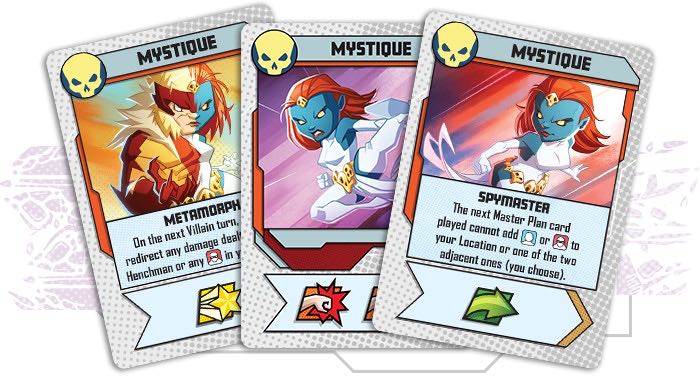 MYSTIQUE
METAMORPH
On the next Villain turn,
redirect any damage deal
Henchman or any in y
MYSTIQUE
MYSTIQUE
SPYMASTER
The next Master Plan card
played cannot add or to
your Location or one of the two
adjacent ones (you choose).